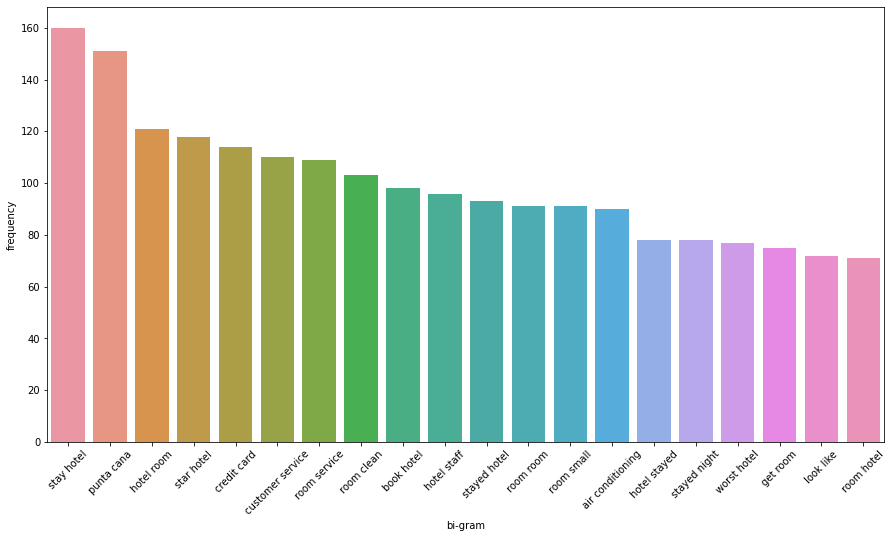 160
140
120
100
80
60
40
20
0
frequency
stay hotel
punta cana
hotel room
star hotel
credit card
customer service
room service
room clean
book hotel
hotel staff
stayed hotel
room room
room small
air conditioning
hotel stayed
stayed night
worst hotel
get room
look like
room hotel
bi-gram